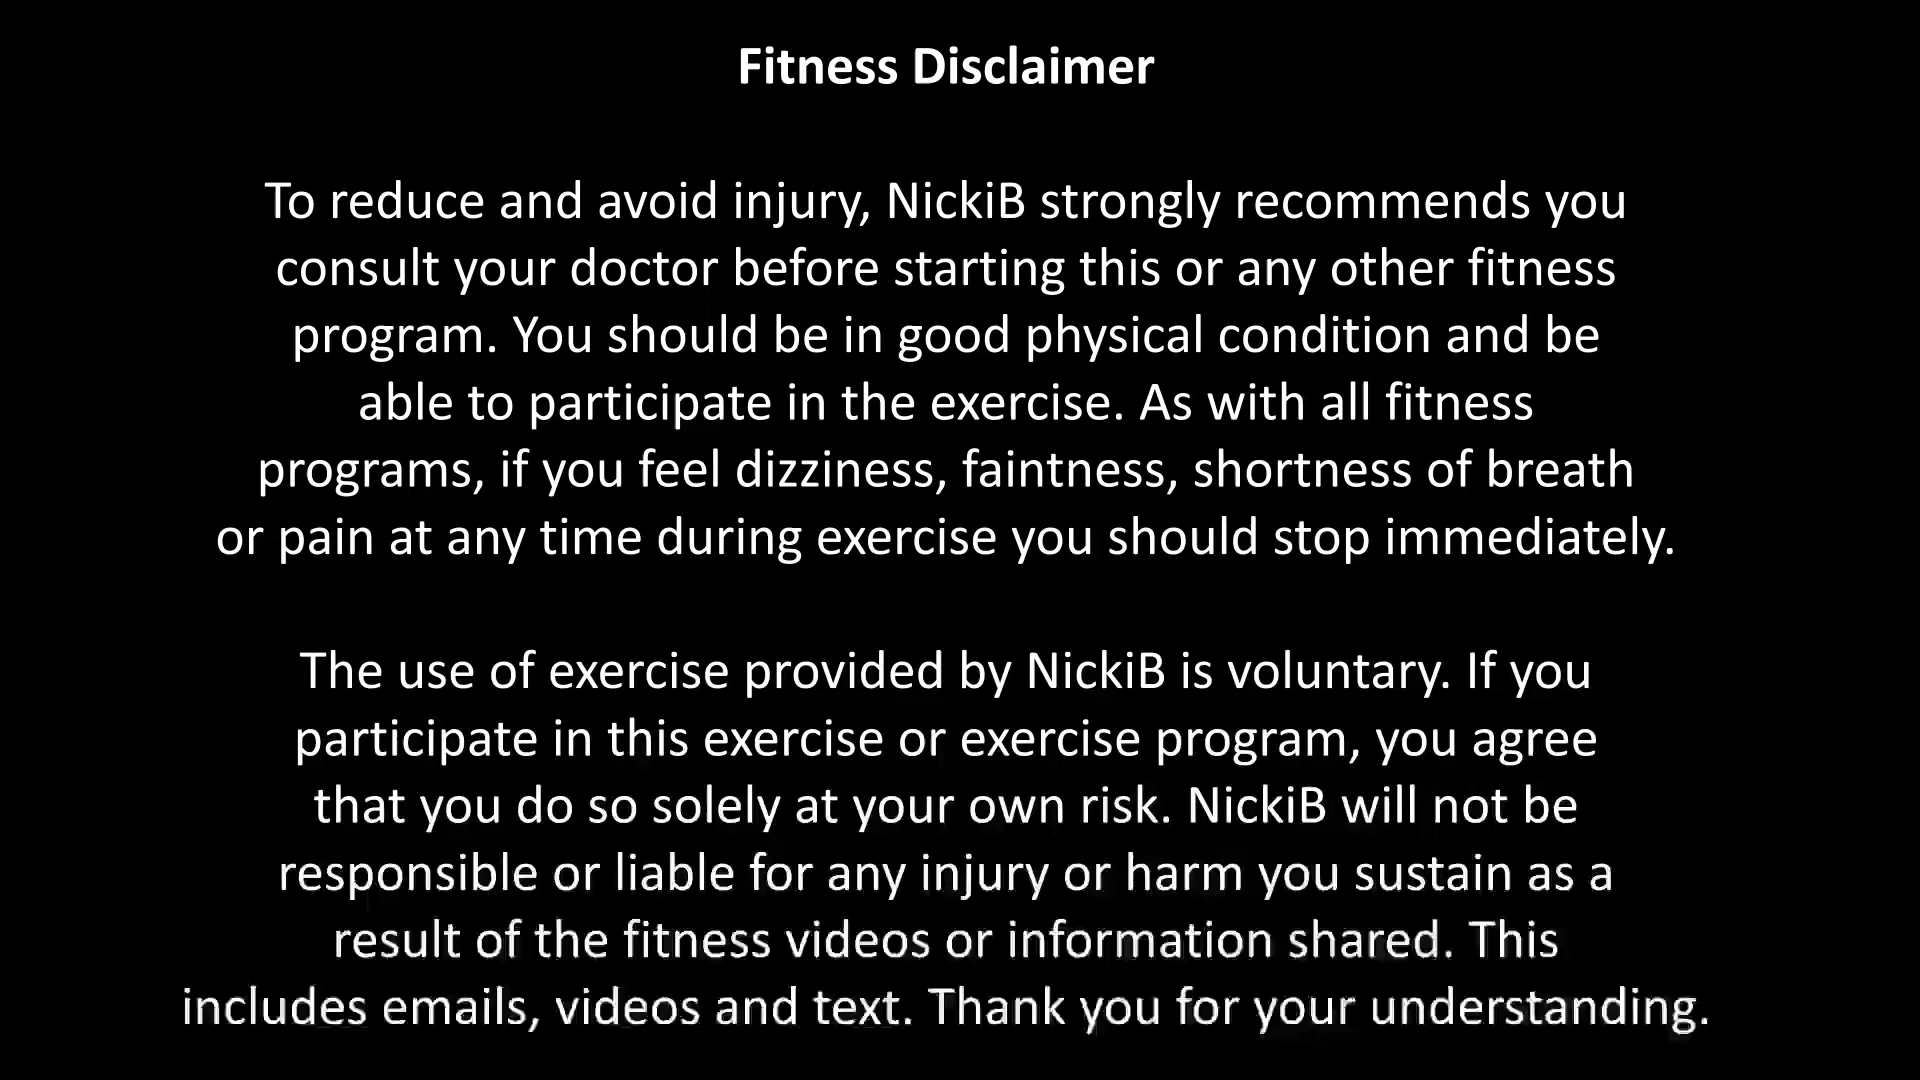 Fitness Disclaimer
To reduce and avoid injury, NickiB strongly recommends you
consult your doctor before starting this or any other fitness
program. You should be in good physical condition and be
able to participate in the exercise. As with all fitness
programs, if you feel dizziness, faintness, shortness of breath
or pain at any time during exercise you should stop immediately.
The use of exercise provided by NickiB is voluntary. If you
participate in this exercise or exercise program, you agree
that you do so solely at your own risk. NickiB will not be
responsible or liable for any injury or harm you sustain as a
result of the fitness videos or information shared. This
includes emails, videos and text. Thank you for your understanding.